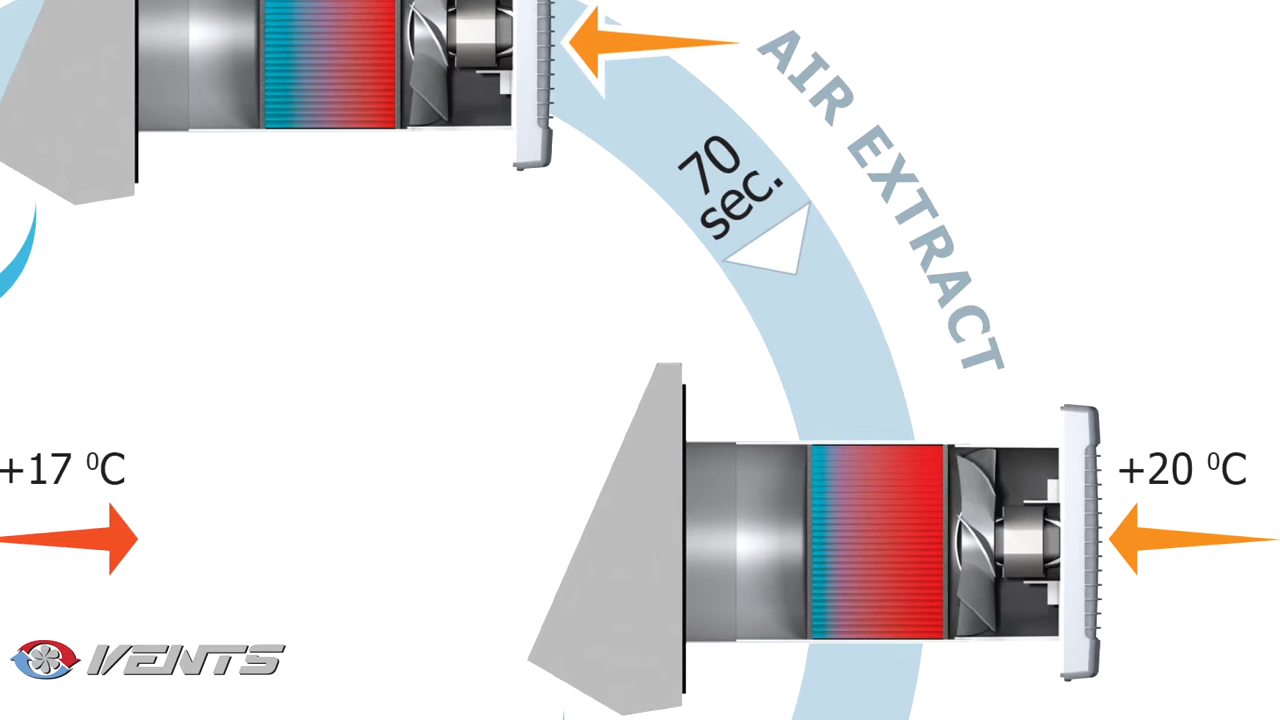 AIR EXTRACT
70
sec.
+17 ⁰C
+20 ⁰C
VENTS